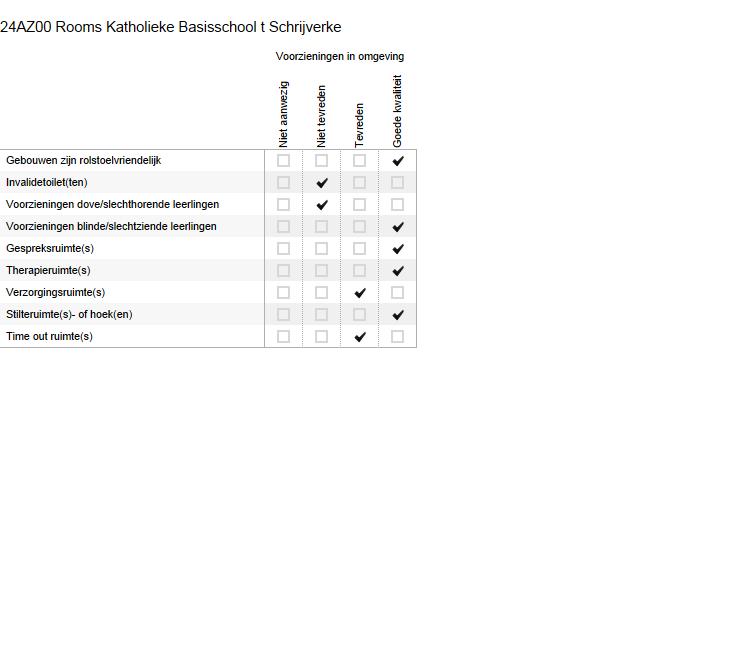 24AZ00 Rooms Katholieke Basisschool t Schrijverke
Voorzieningen in omgeving
Niet aanwezig
Niet tevreden
Tevreden
Goede kwaliteit
Gebouwen zijn rolstoelvriendelijk
Invalidetoilet(ten)
Voorzieningen dove/slechthorende leerlingen
Voorzieningen blinde/slechtziende leerlingen
Gespreksruimte(s)
Therapieruimte(s)
Verzorgingsruimte(s)
Stilteruimte(s)- of hoek(en)
Time out ruimte(s)